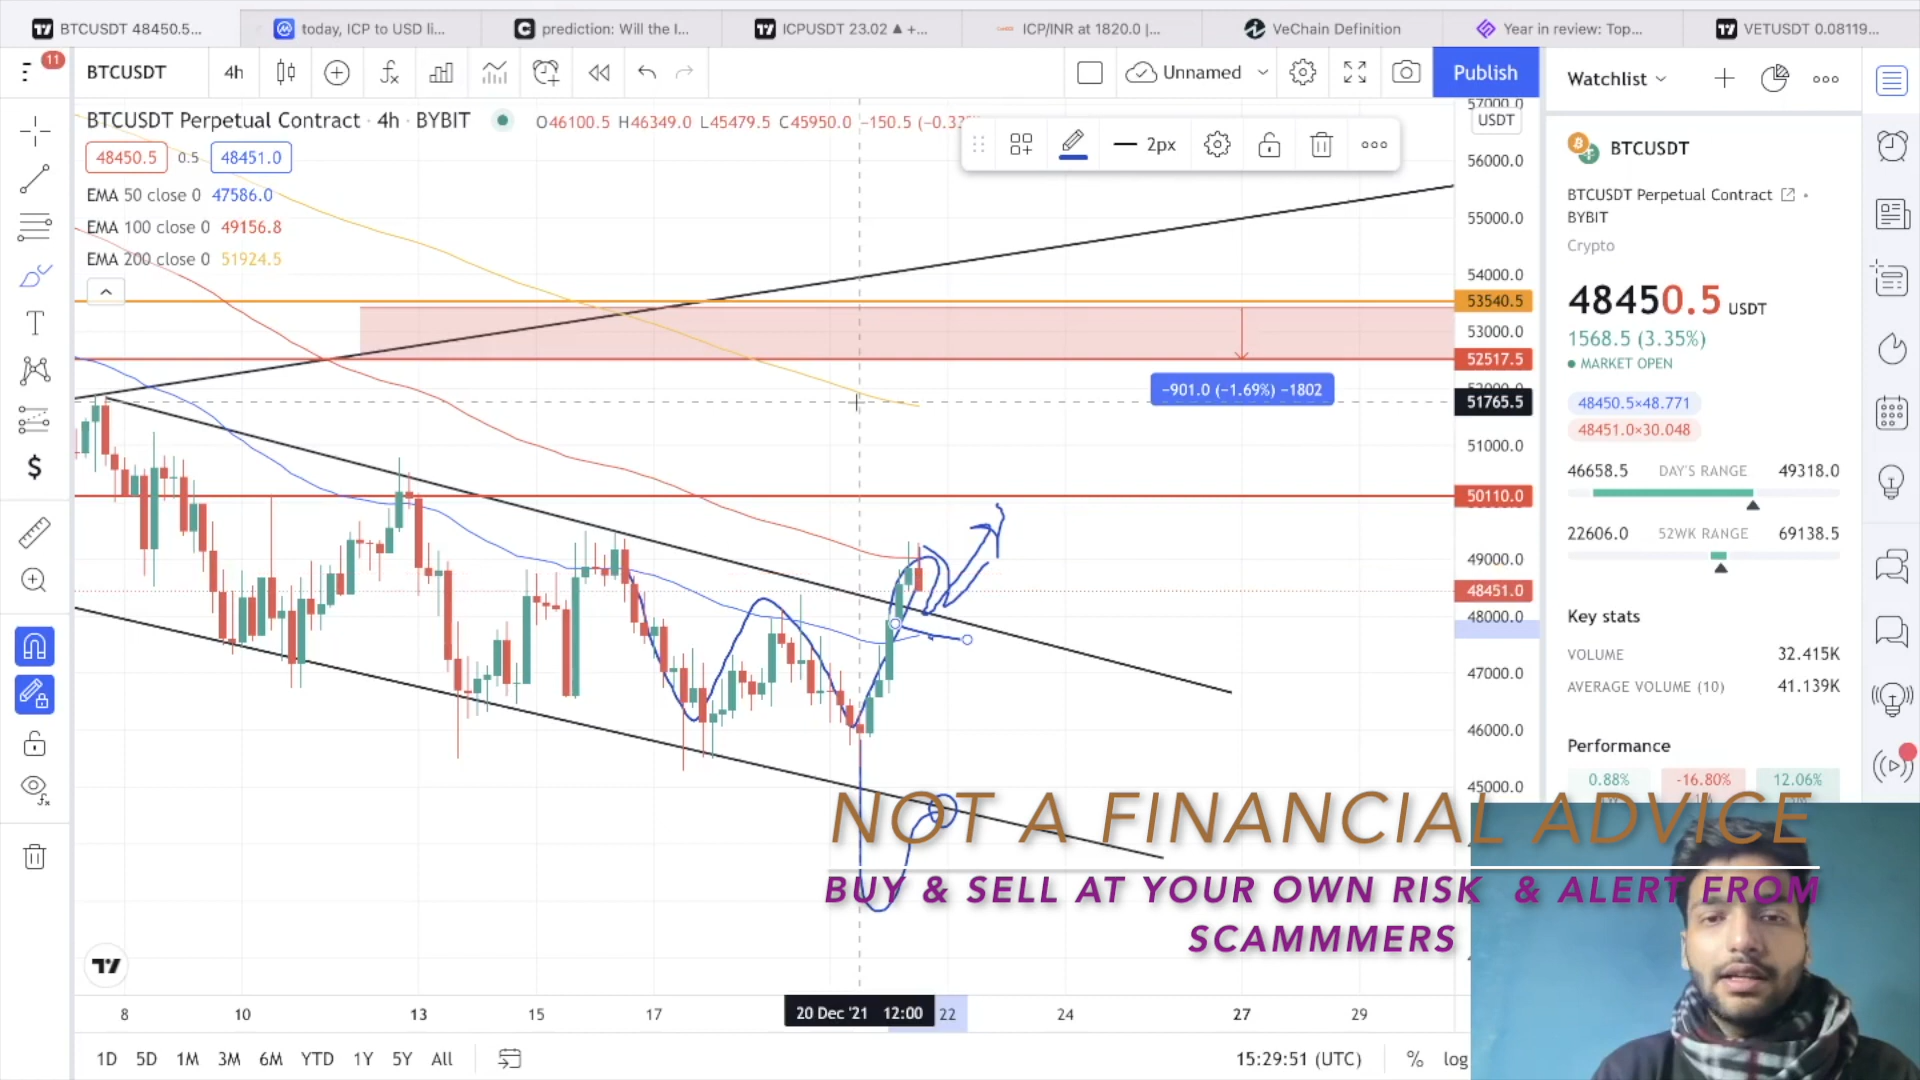 BTCUSDT 48450.5...
today, ICP to USD li...
prediction: Will the I...
ICPUSDT 23.02 ▲ +...
ICP/INR at 1820.0 |...
VeChain Definition
Year in review: Top...
VETUSDT 0.08119...
11
BTCUSDT
4h
Unnamed
Publish
Watchlist
BTCUSDT Perpetual Contract · 4h · BYBIT
O46100.5 H46349.0 L45479.5 C45950.0 −150.5
48450.5
0.5
48451.0
EMA 50 close 0 47586.0
EMA 100 close 0 49156.8
EMA 200 close 0 51924.5
2px
57000.0
USDT
56000.0
55000.0
54000.0
53540.5
53000.0
52517.5
52000.0
51765.5
51000.0
50110.0
49000.0
48451.0
48000.0
47000.0
46000.0
45000.0
−901.0 (−1.69%) −1802
BTCUSDT
BTCUSDT Perpetual Contract
BYBIT
Crypto
48450.5 USDT
1568.5 (3.35%)
MARKET OPEN
48450.5×48.771
48451.0×30.048
46658.5 DAY'S RANGE 49318.0
22606.0 52WK RANGE 69138.5
Key stats
VOLUME 32.415K
AVERAGE VOLUME (10) 41.139K
Performance
0.88% -16.80% 12.06%
NOT A FINANCIAL ADVICE
BUY & SELL AT YOUR OWN RISK & ALERT FROM
SCAMMMERS
8 10 13 15 17 20 Dec '21 12:00 22 24 27 29
1D 5D 1M 3M 6M YTD 1Y 5Y All
15:29:51 (UTC) % log